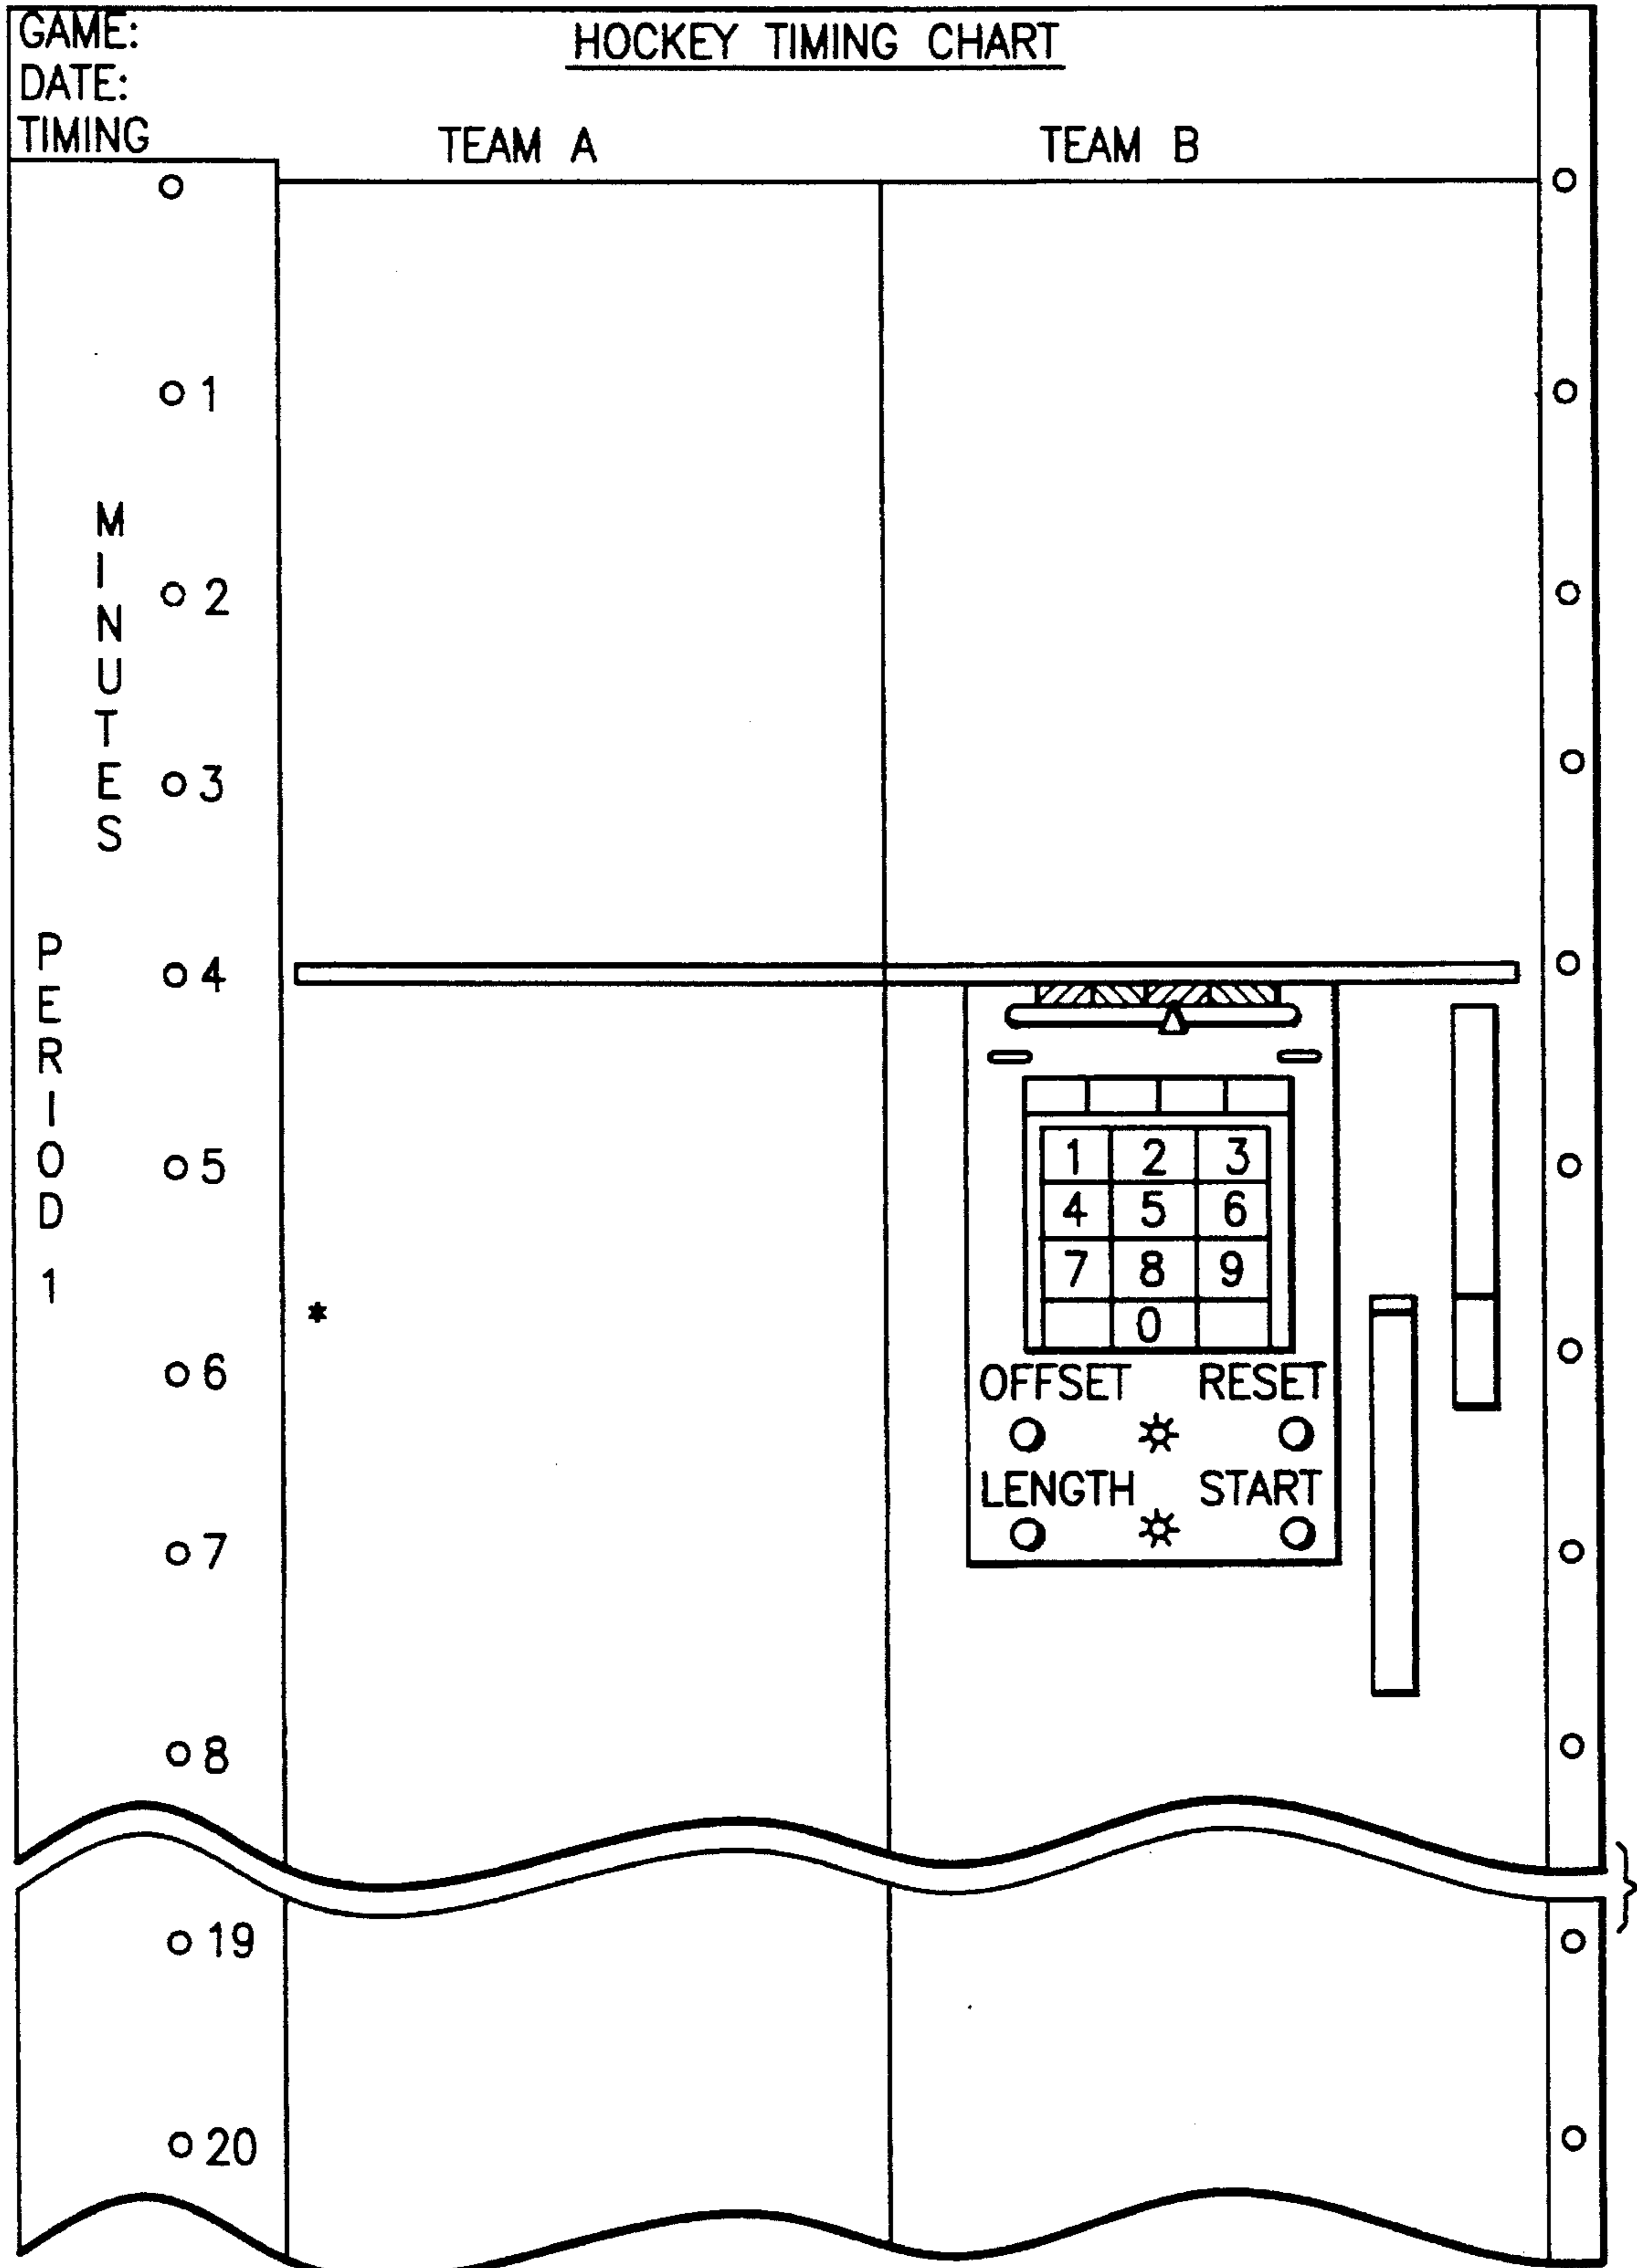 GAME:
HOCKEY TIMING CHART
DATE:
TIMING
TEAM A
TEAM B
1
MINUTES
2
3
PERIOD 1
4
5
*
6
7
8
1 2 3
4 5 6
7 8 9
0
OFFSET RESET
LENGTH START
19
20